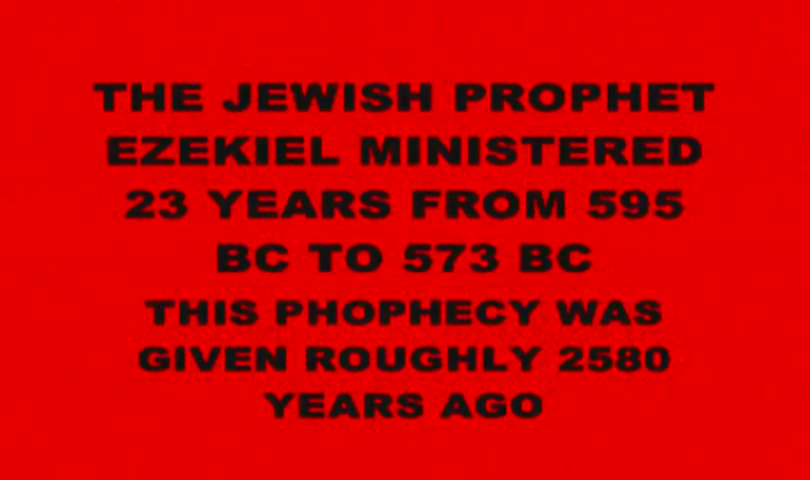 THE JEWISH PROPHET
EZEKIEL MINISTERED
23 YEARS FROM 595
BC TO 573 BC
THIS PHOPHECY WAS
GIVEN ROUGHLY 2580
YEARS AGO